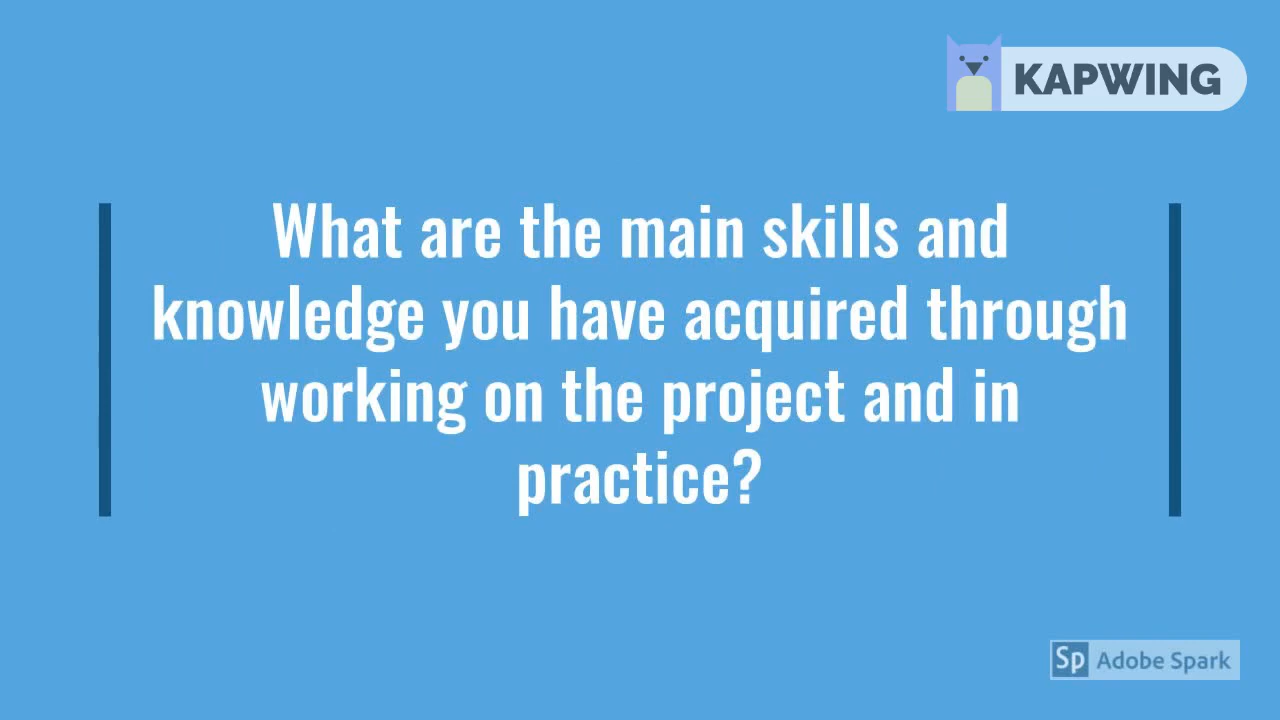 KAPWING
What are the main skills and
knowledge you have acquired through
working on the project and in
practice?
Sp Adobe Spark